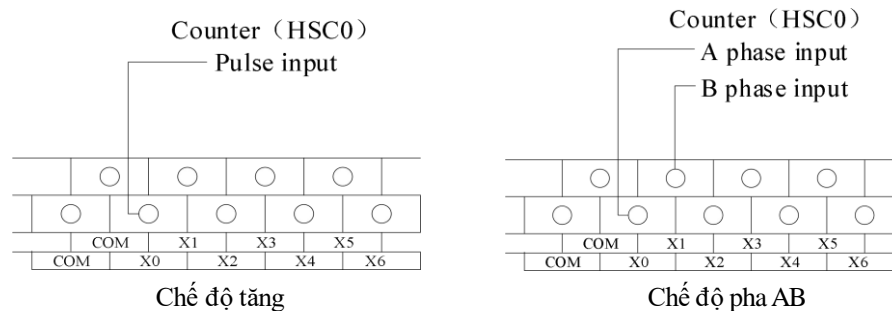 Counter（HSC0）
Pulse input
COM X1 X3 X5
COM X0 X2 X4 X6
Chế độ tăng
Counter（HSC0）
A phase input
B phase input
COM X1 X3 X5
COM X0 X2 X4 X6
Chế độ pha AB